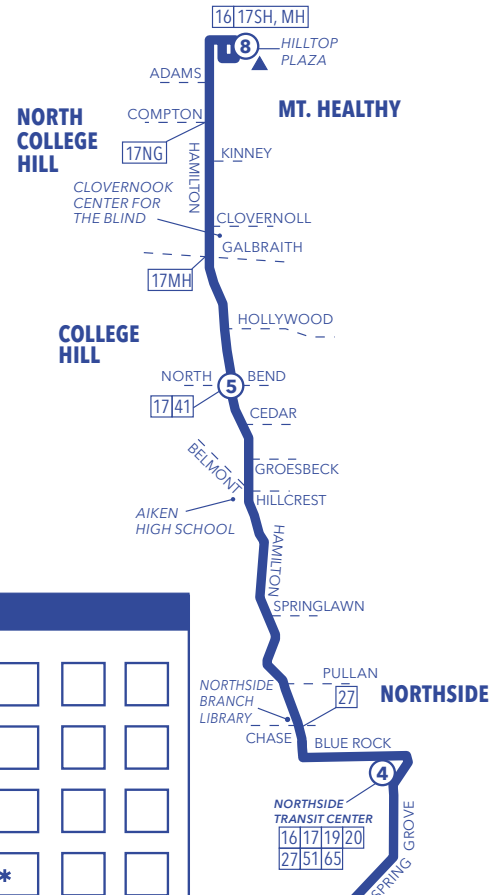 16 17SH, MH
8
HILLTOP
PLAZA
ADAMS
MT. HEALTHY
COMPTON
NORTH
COLLEGE
HILL
17NG
KINNEY
HAMILTON
CLOVERNOOK
CENTER FOR
THE BLIND
CLOVERNOLL
GALBRAITH
17MH
HOLLYWOOD
COLLEGE
HILL
NORTH
5
BEND
17 41
CEDAR
BELMONT
GROESBECK
HILLCREST
AIKEN
HIGH SCHOOL
HAMILTON
SPRINGLAWN
PULLAN
NORTHSIDE
BRANCH
LIBRARY
27
NORTHSIDE
CHASE
BLUE ROCK
4
NORTHSIDE
TRANSIT CENTER
16 17 19 20
27 51 65
SPRING GROVE
*